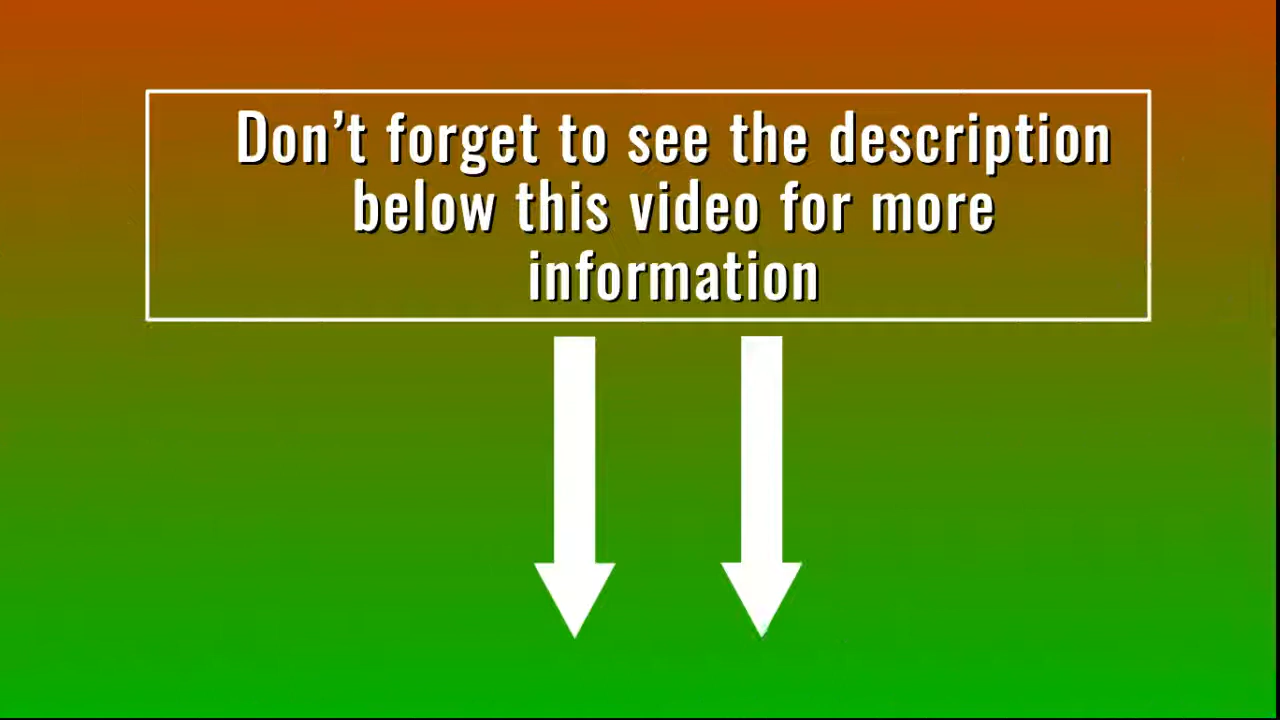 Don’t forget to see the description
below this video for more
information